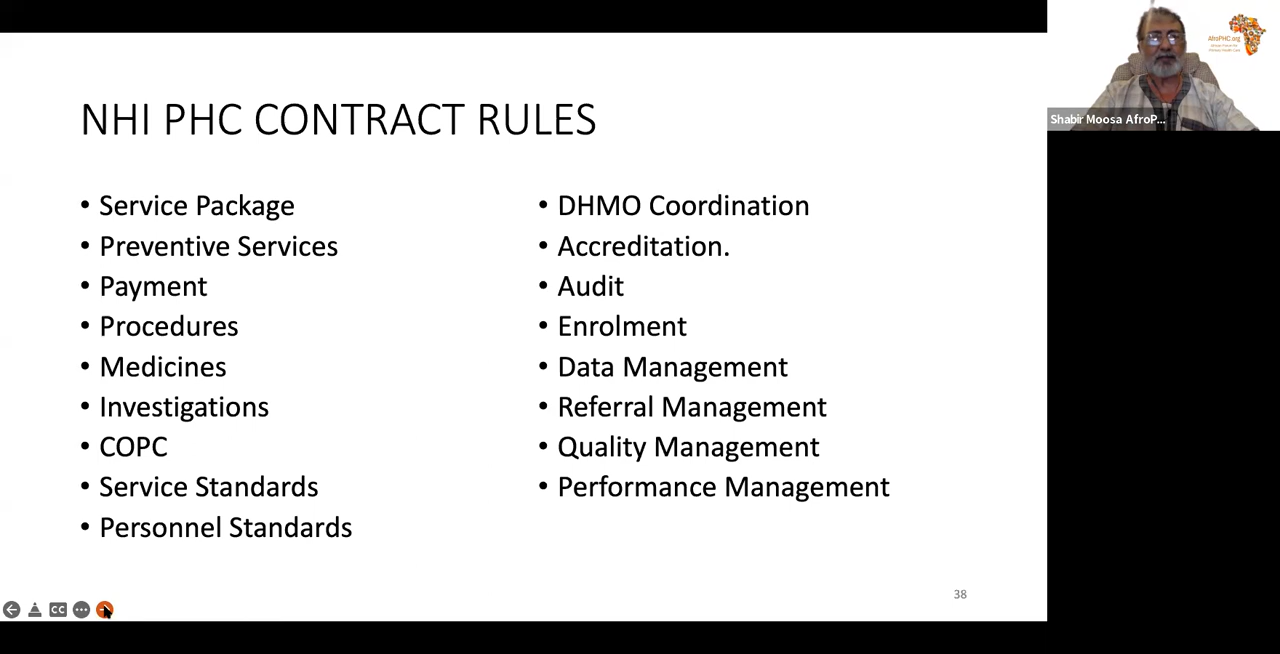 NHI PHC CONTRACT RULES
• Service Package
• Preventive Services
• Payment
• Procedures
• Medicines
• Investigations
• COPC
• Service Standards
• Personnel Standards
• DHMO Coordination
• Accreditation.
• Audit
• Enrolment
• Data Management
• Referral Management
• Quality Management
• Performance Management
38
CC
AfroPHC.org
Shabir Moosa AfroP...